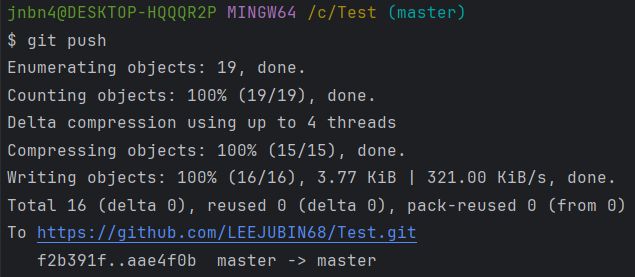 jnbn4@DESKTOP-HQQQR2P MINGW64 /c/Test (master)
$ git push
Enumerating objects: 19, done.
Counting objects: 100% (19/19), done.
Delta compression using up to 4 threads
Compressing objects: 100% (15/15), done.
Writing objects: 100% (16/16), 3.77 KiB | 321.00 KiB/s, done.
Total 16 (delta 0), reused 0 (delta 0), pack-reused 0 (from 0)
To https://github.com/LEEJUBIN68/Test.git
   f2b391f..aae4f0b  master -> master